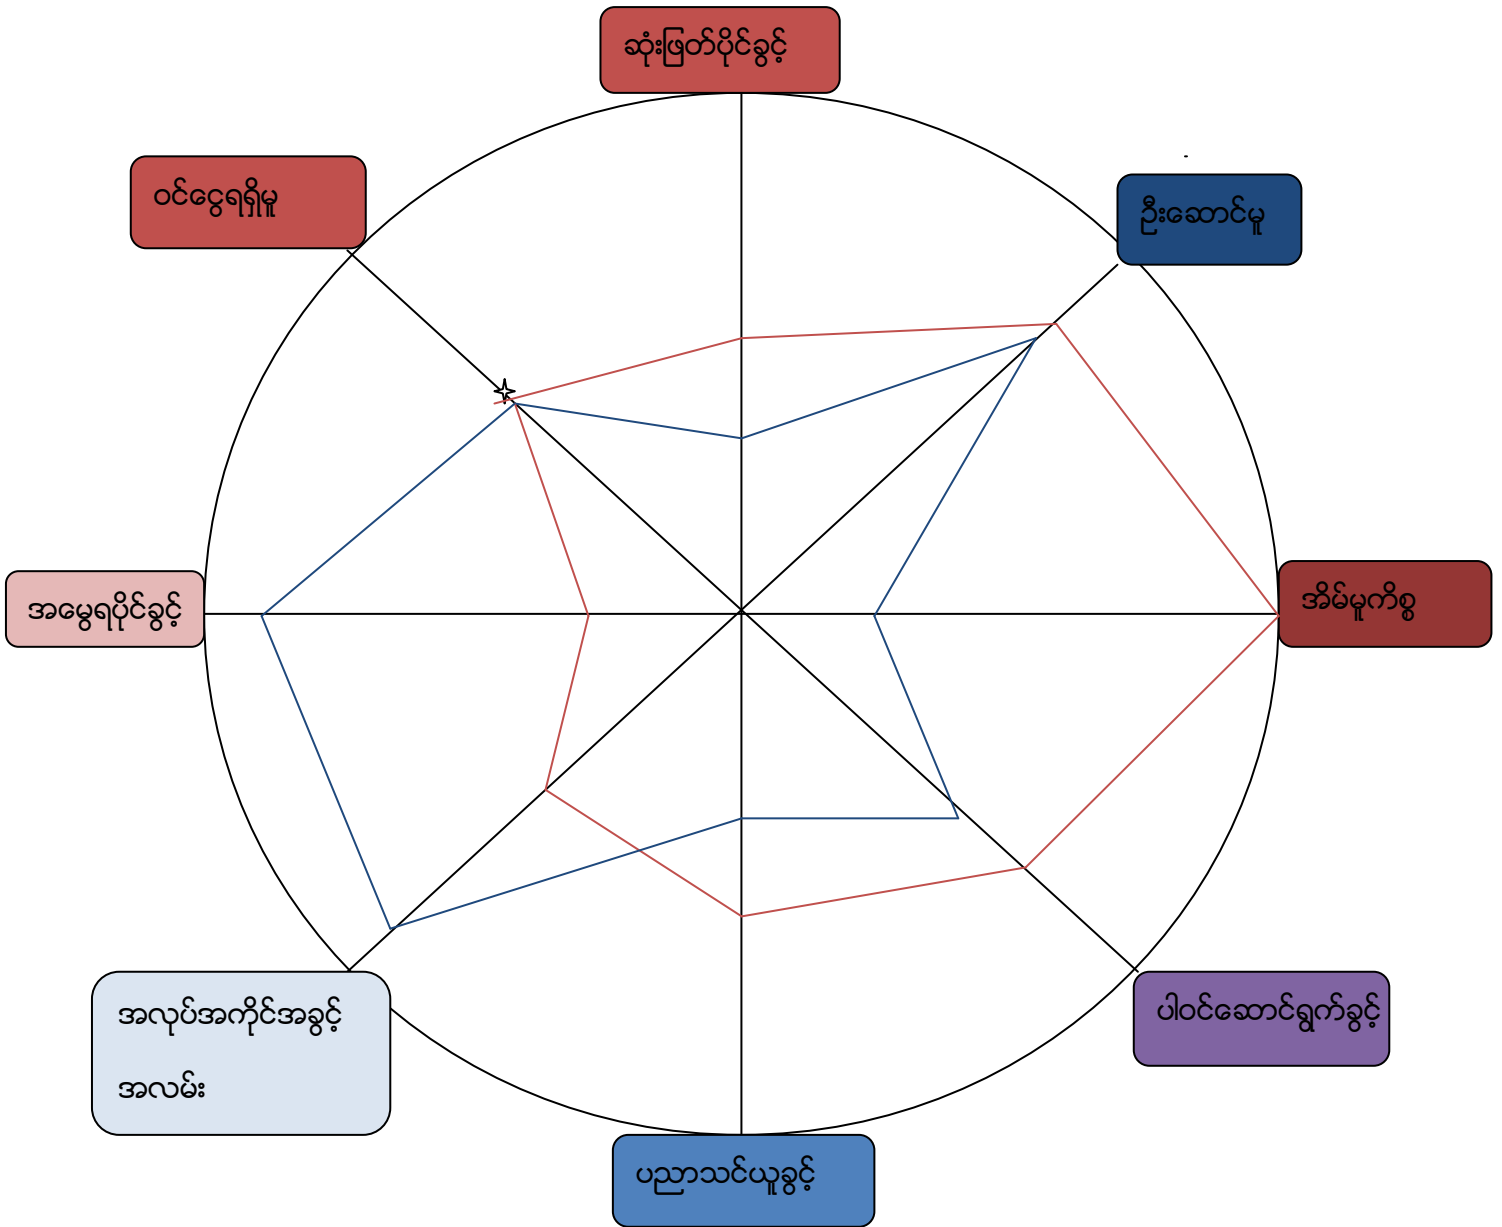 ဆုံးဖြတ်ပိုင်ခွင့်
ဝင်ငွေရရှိမူ
ဦးဆောင်မူ
အမွေရပိုင်ခွင့်
အိမ်မူကိစ္စ
အလုပ်အကိုင်အခွင့်
အလမ်း
ပါဝင်ဆောင်ရွက်ခွင့်
ပညာသင်ယူခွင့်